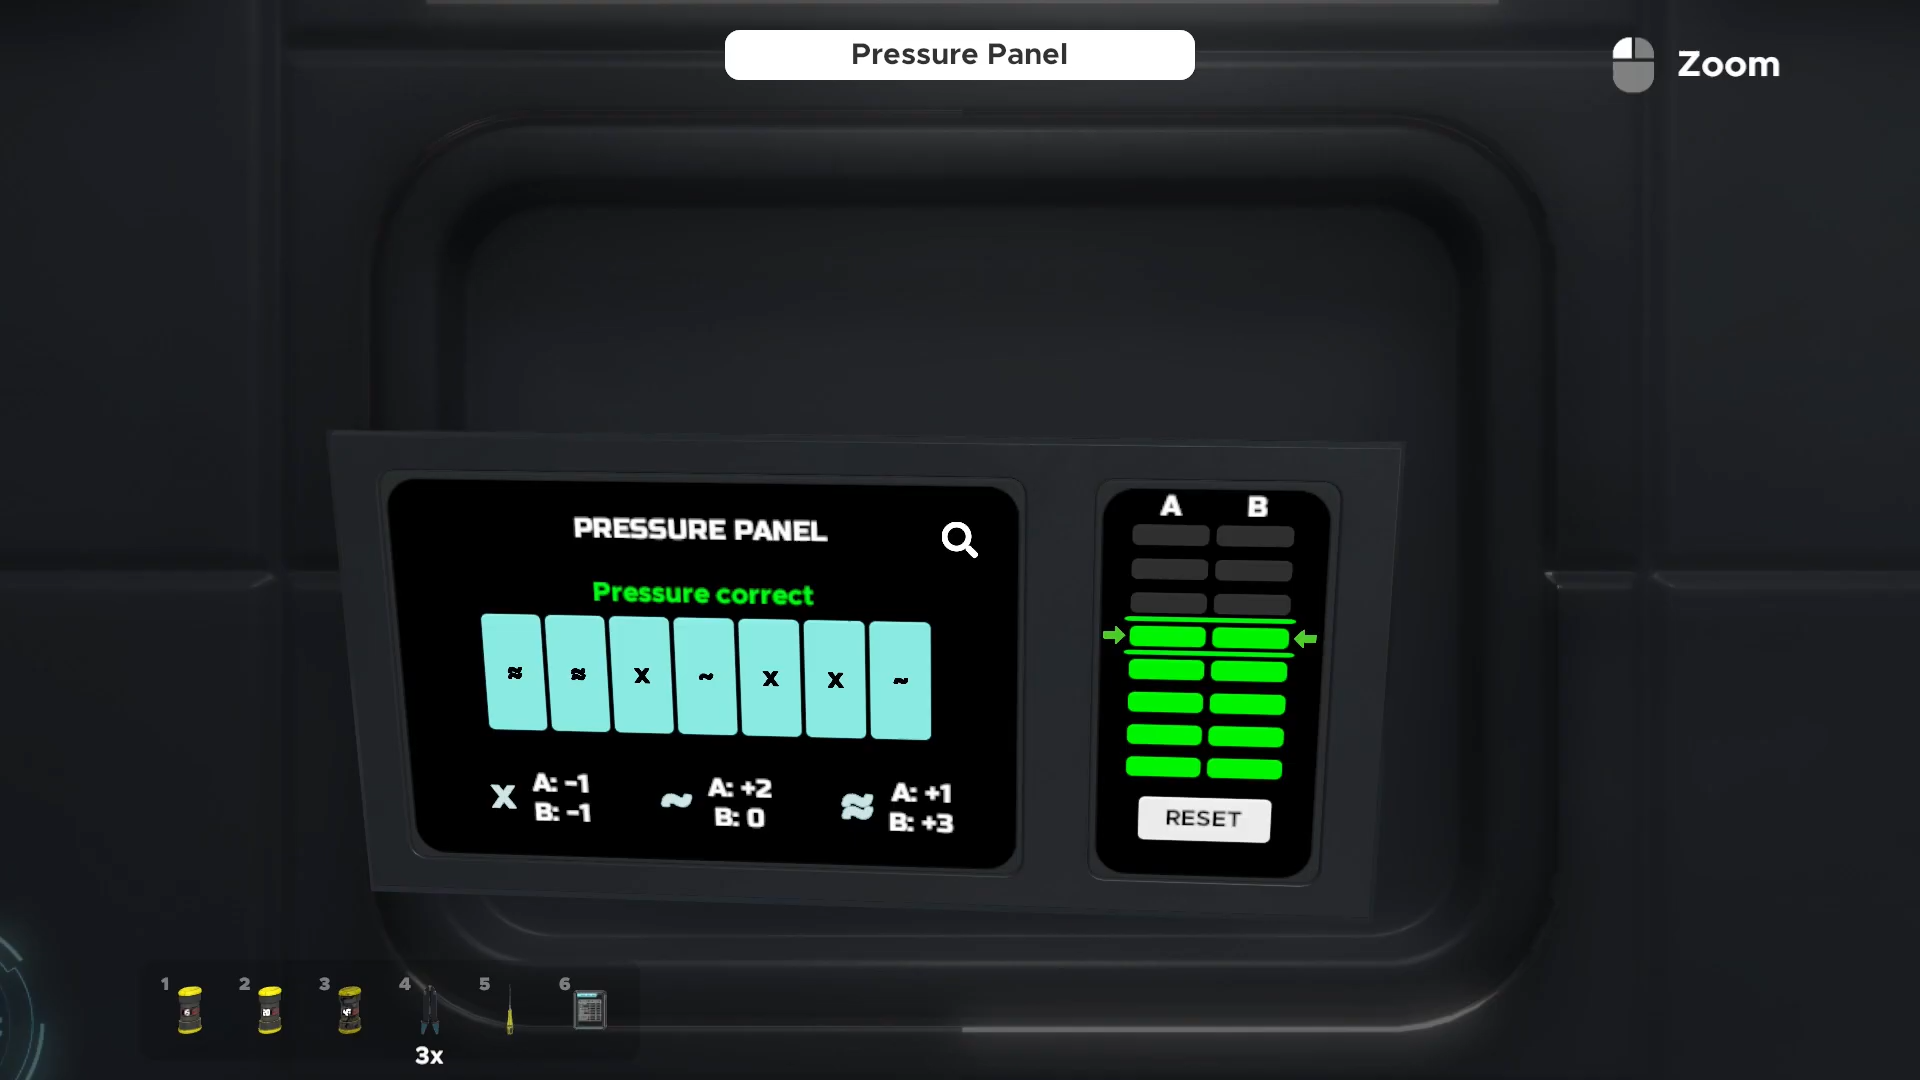 Pressure Panel
Zoom
PRESSURE PANEL
Pressure correct
≈ ≈ x ~ x x ~
x A: -1 B: -1
~ A: +2 B: 0
≈ A: +1 B: +3
A B
RESET
1 2 3 4 5 6
3x